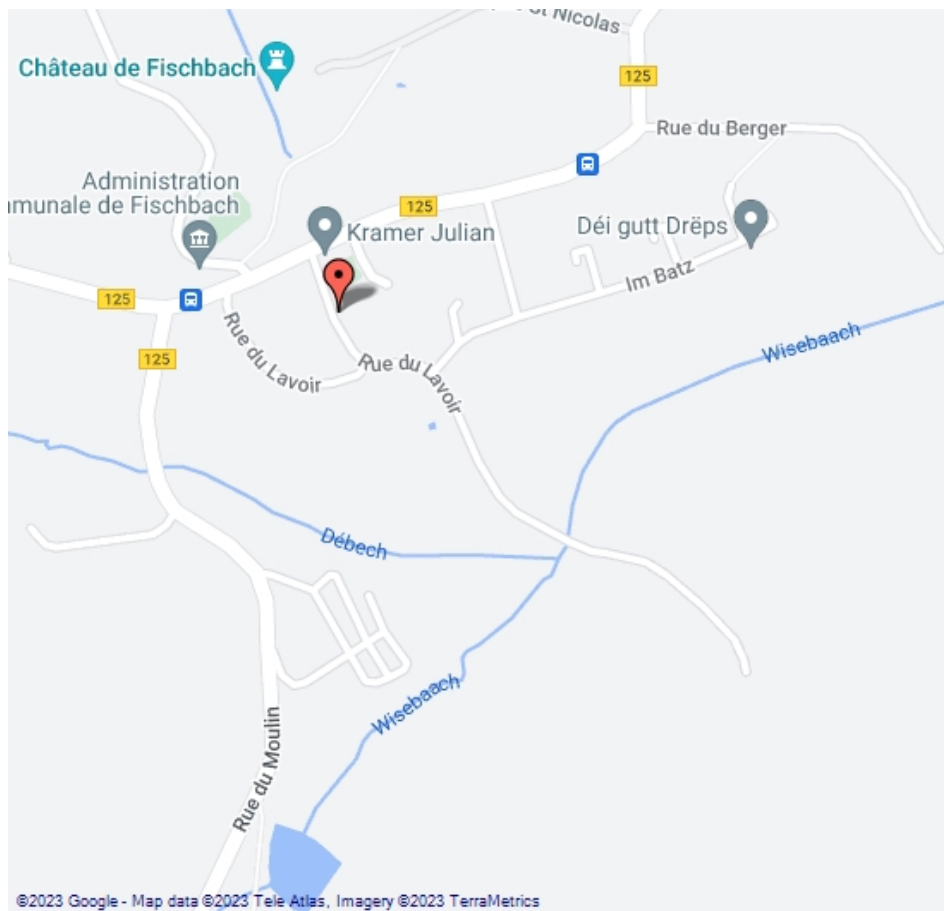 St Nicolas
Château de Fischbach
125
Rue du Berger
Administration
munale de Fischbach
125
Kramer Julian
Déi gutt Drëps
Im Batz
125
125
Rue du Lavoir
Rue du Lavoir
Wisebaach
Débech
Wisebaach
Rue du Moulin
©2023 Google - Map data ©2023 Tele Atlas, Imagery ©2023 TerraMetrics